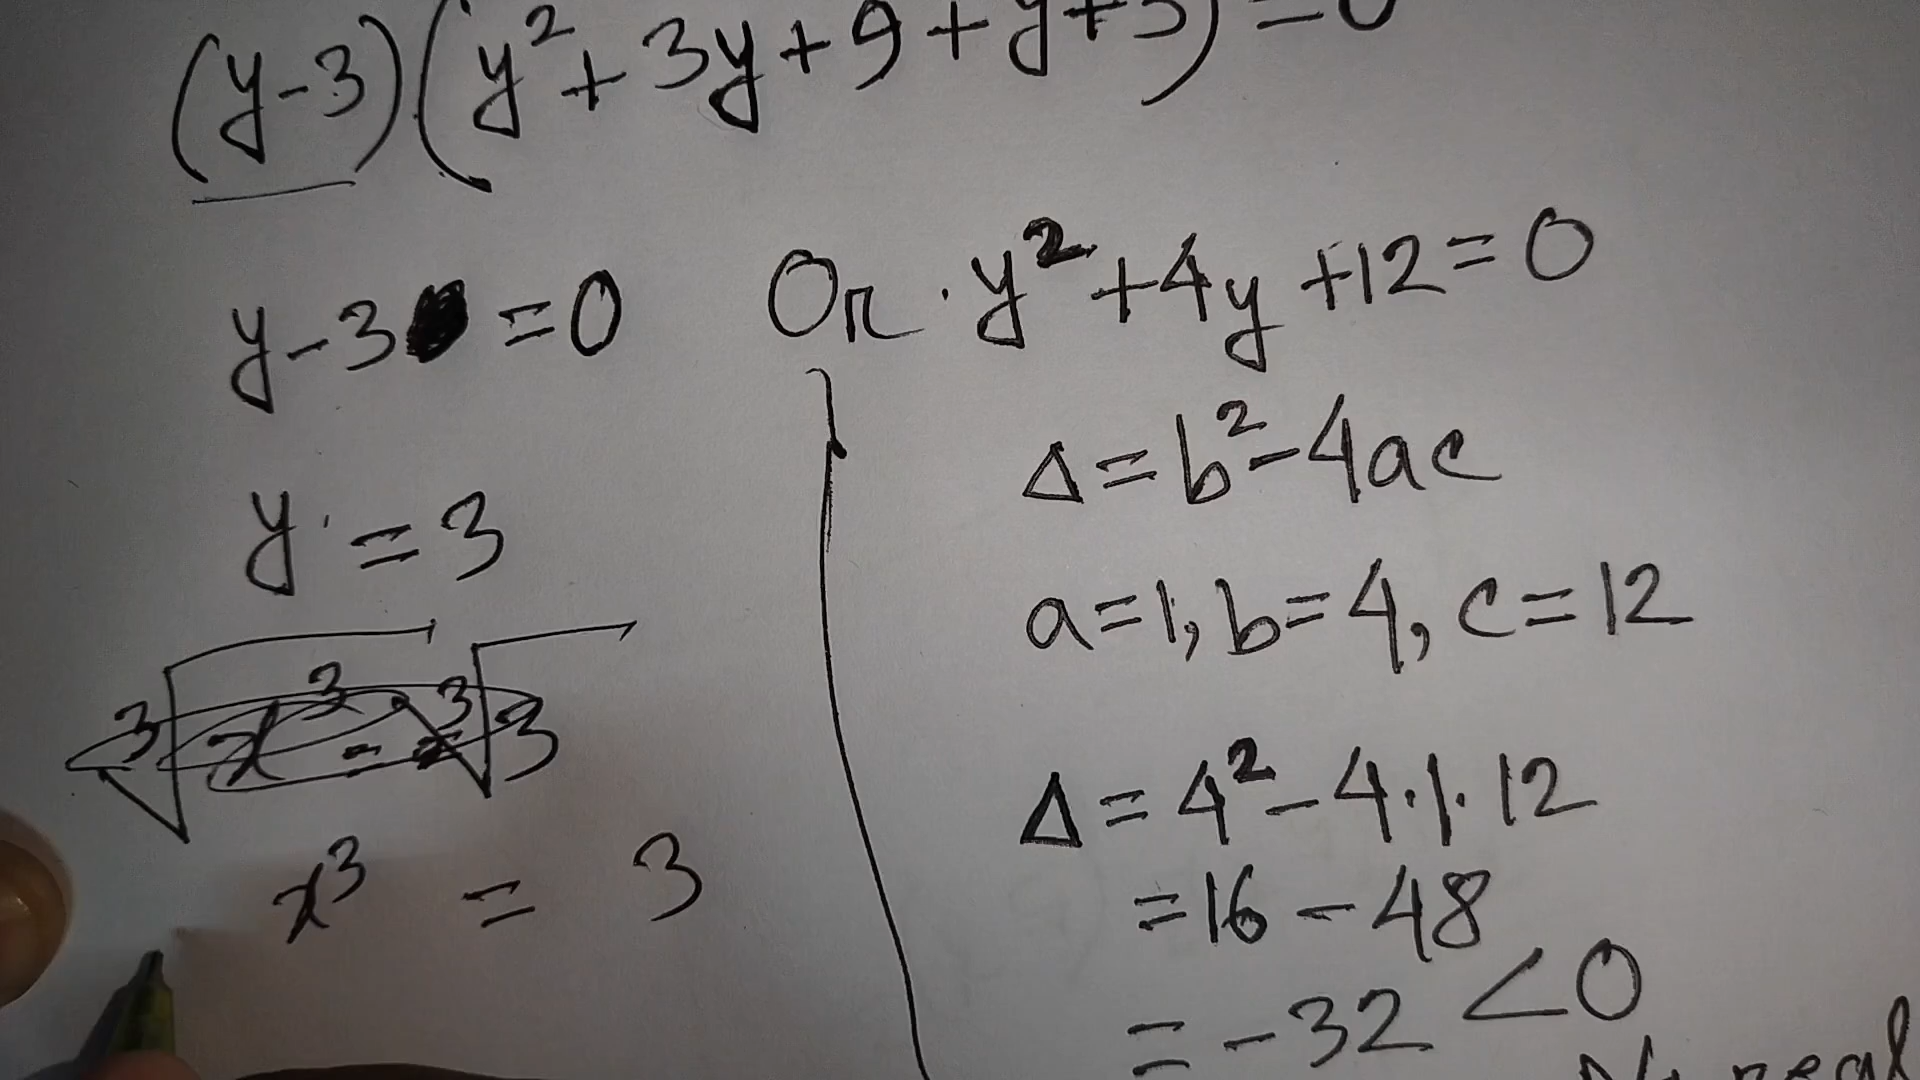 (y-3)(y²+3y+9+y+3)=0
y-3=0 Or y²+4y+12=0
y=3
Δ=b²-4ac
a=1, b=4, c=12
x³=3
Δ=4²-4·1·12
=16-48
=-32<0
real